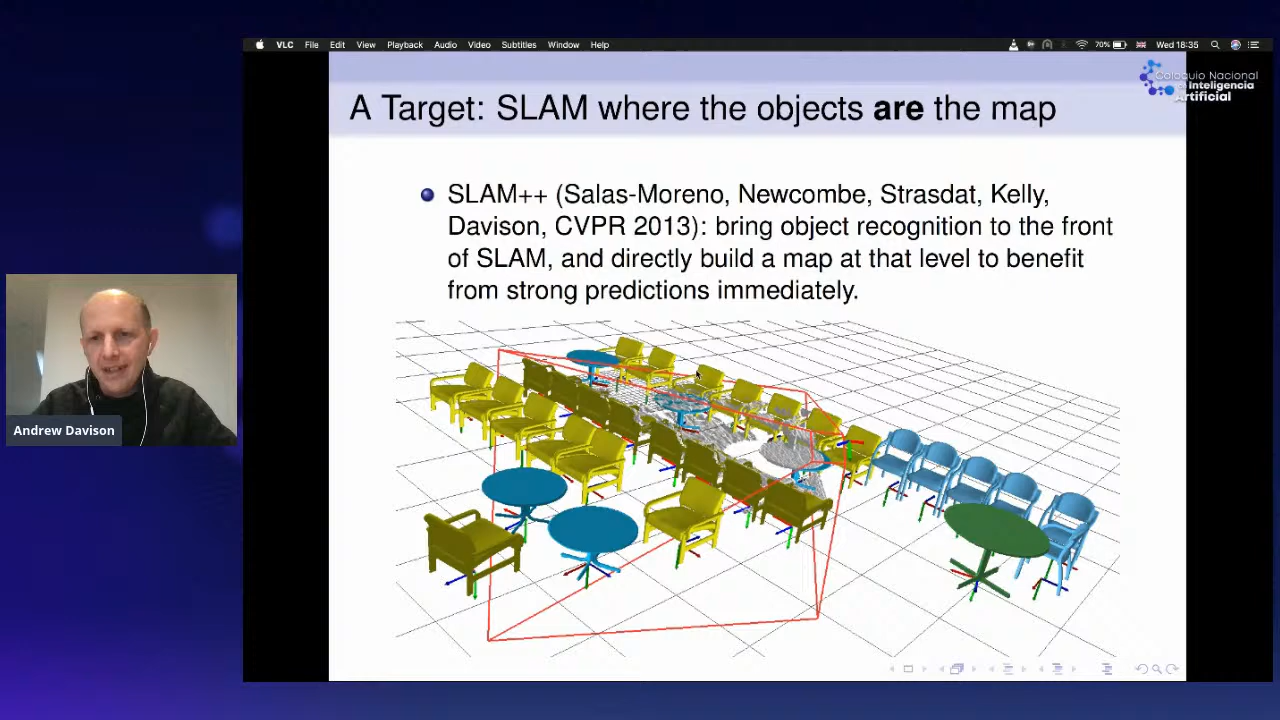 VLC File Edit View Playback Audio Video Subtitles Window Help
70% Wed 18:35
Coloquio Nacional
de Inteligencia
Artificial
A Target: SLAM where the objects are the map
SLAM++ (Salas-Moreno, Newcombe, Strasdat, Kelly,
Davison, CVPR 2013): bring object recognition to the front
of SLAM, and directly build a map at that level to benefit
from strong predictions immediately.
Andrew Davison